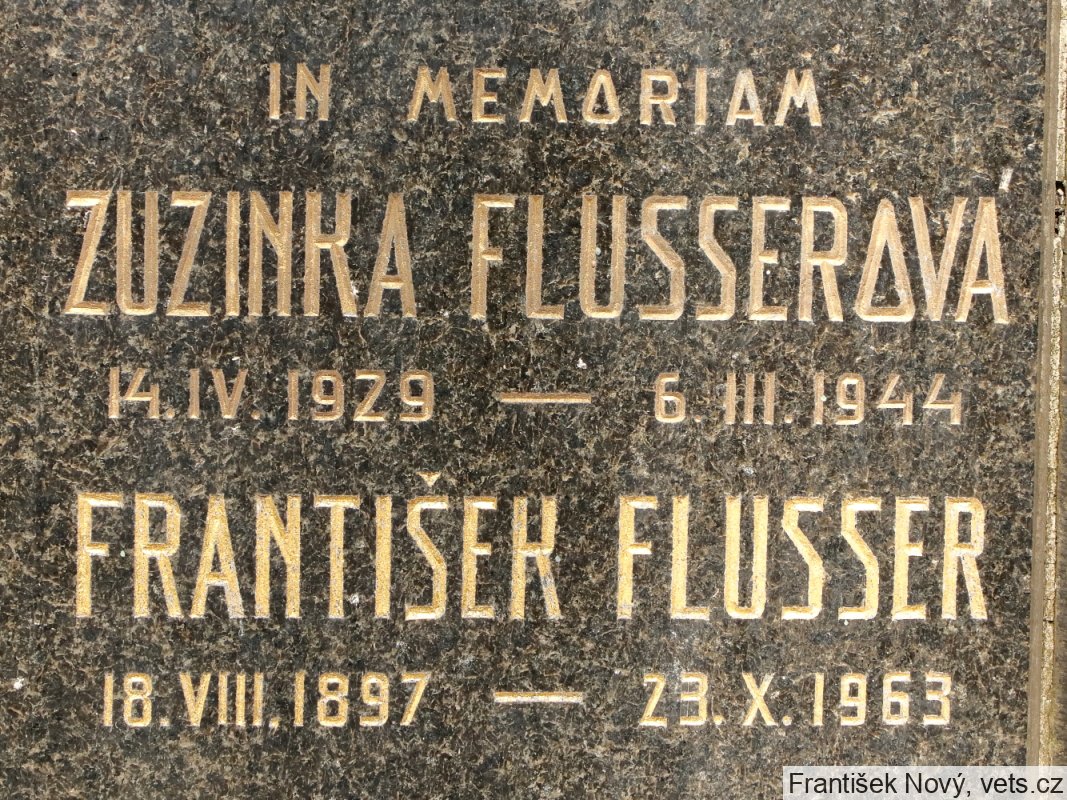 IN MEMORIAM
ZUZINKA FLUSSEROVA
14.IV. 1929 — 6.III.1944
FRANTIŠEK FLUSSER
18.VIII.1897 — 23.X.1963
František Nový, vets.cz